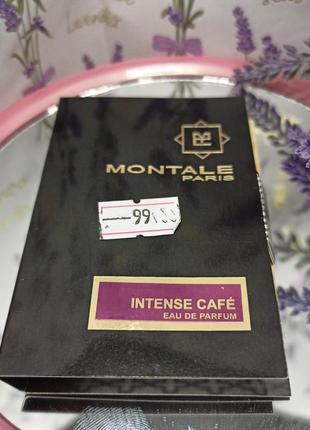 MONTALE
PARIS
99
INTENSE CAFÉ
EAU DE PARFUM